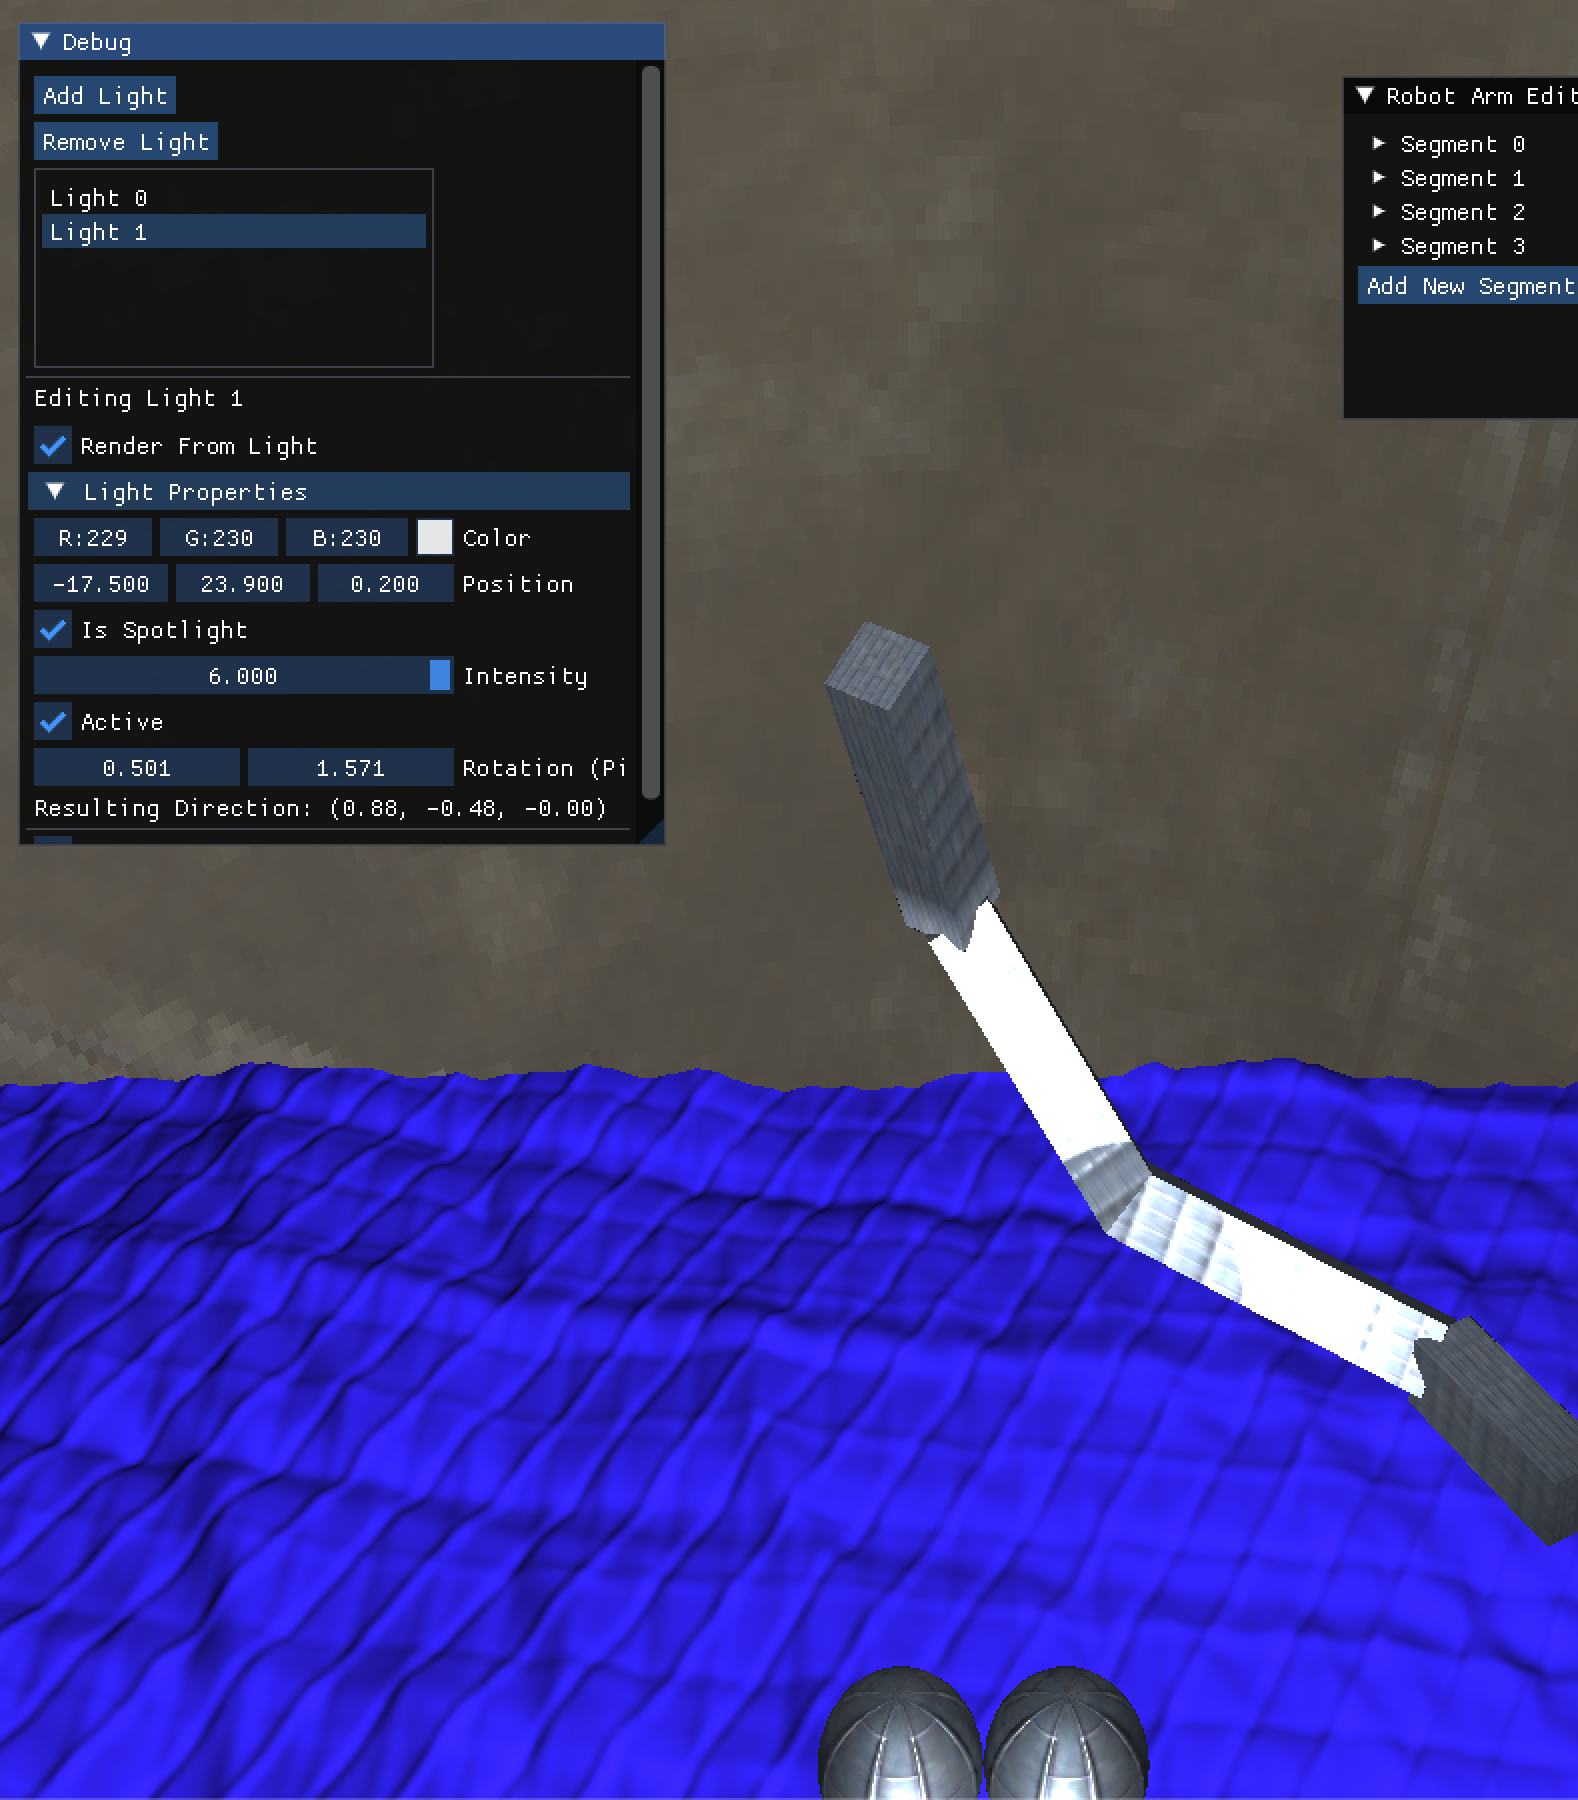 Debug
Add Light
Remove Light
Light 0
Light 1
Editing Light 1
Render From Light
Light Properties
R:229 G:230 B:230 Color
-17.500 23.900 0.200 Position
Is Spotlight
6.000 Intensity
Active
0.501 1.571 Rotation (Pi
Resulting Direction: (0.88, -0.48, -0.00)
Robot Arm Edit
Segment 0
Segment 1
Segment 2
Segment 3
Add New Segment